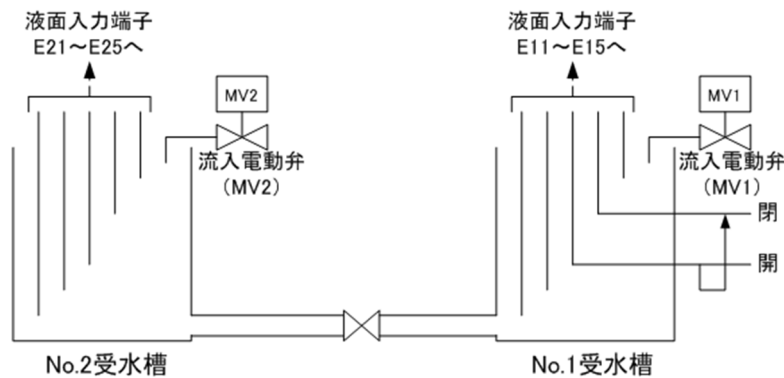 液面入力端子
E21～E25へ
MV2
流入電動弁
（MV2）
No.2受水槽
液面入力端子
E11～E15へ
MV1
流入電動弁
（MV1）
閉
開
No.1受水槽